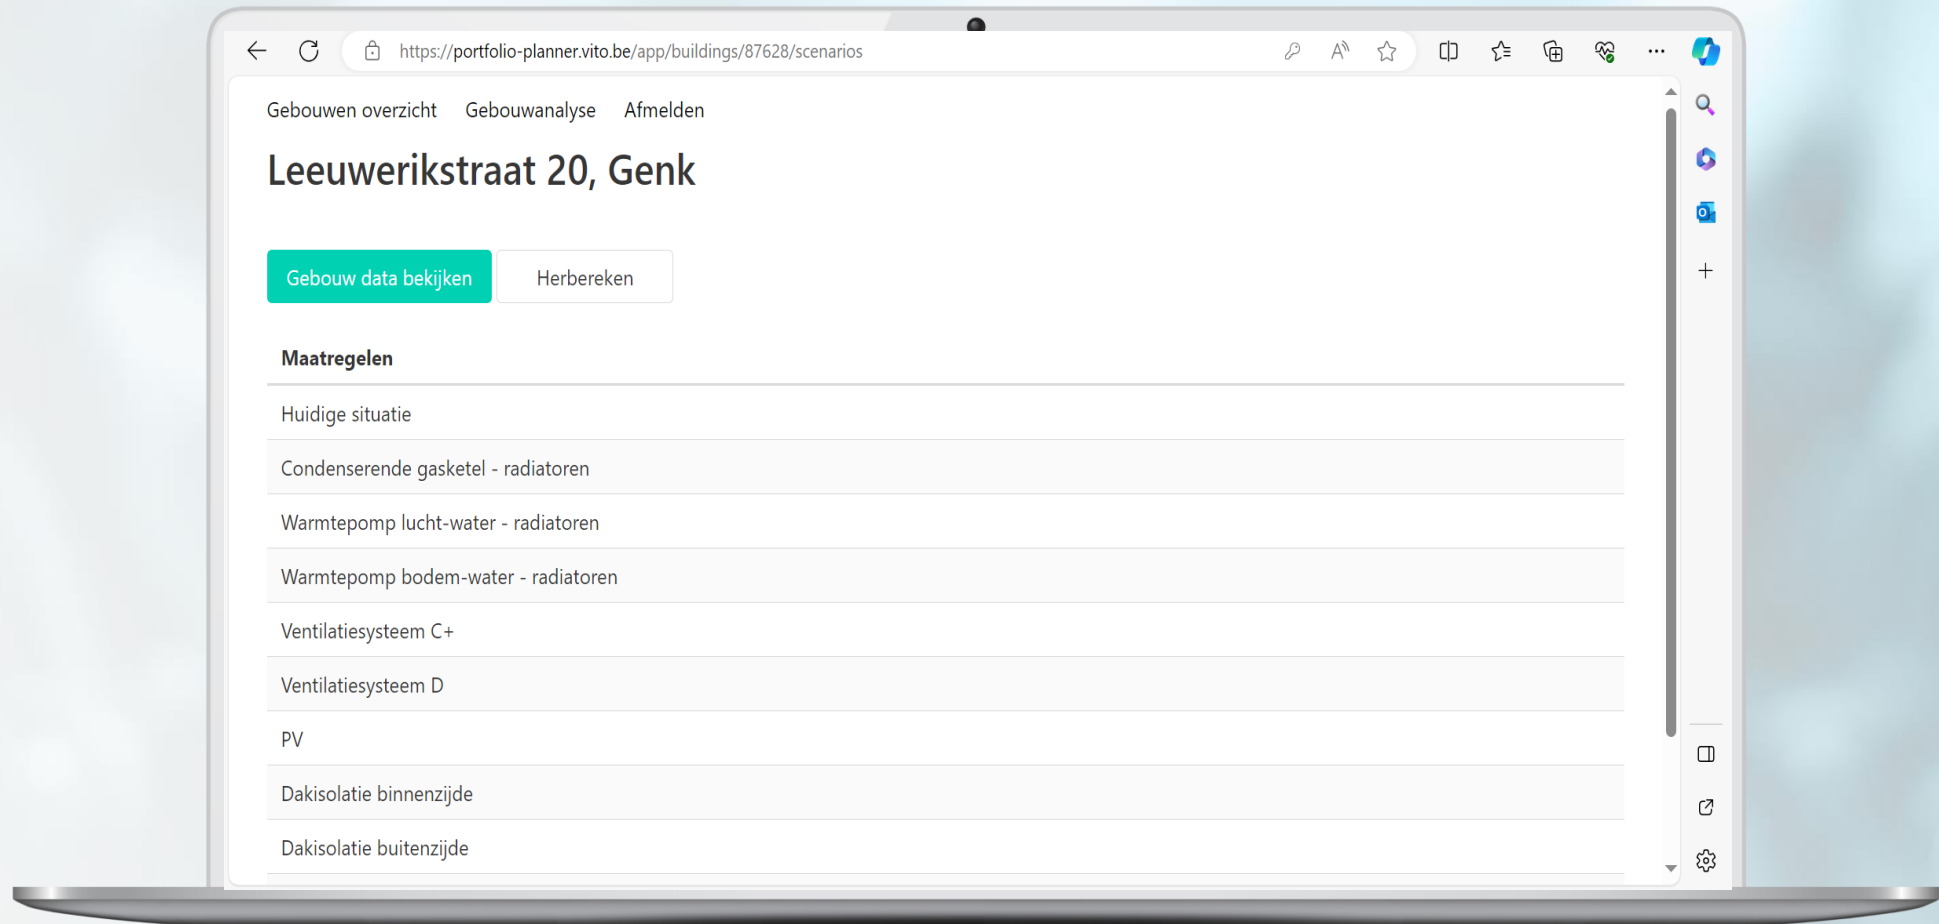 https://portfolio-planner.vito.be/app/buildings/87628/scenarios
Gebouwen overzicht Gebouwanalyse Afmelden
Leeuwerikstraat 20, Genk
Gebouw data bekijken Herbereken
Maatregelen
Huidige situatie
Condenserende gasketel - radiatoren
Warmtepomp lucht-water - radiatoren
Warmtepomp bodem-water - radiatoren
Ventilatiesysteem C+
Ventilatiesysteem D
PV
Dakisolatie binnenzijde
Dakisolatie buitenzijde